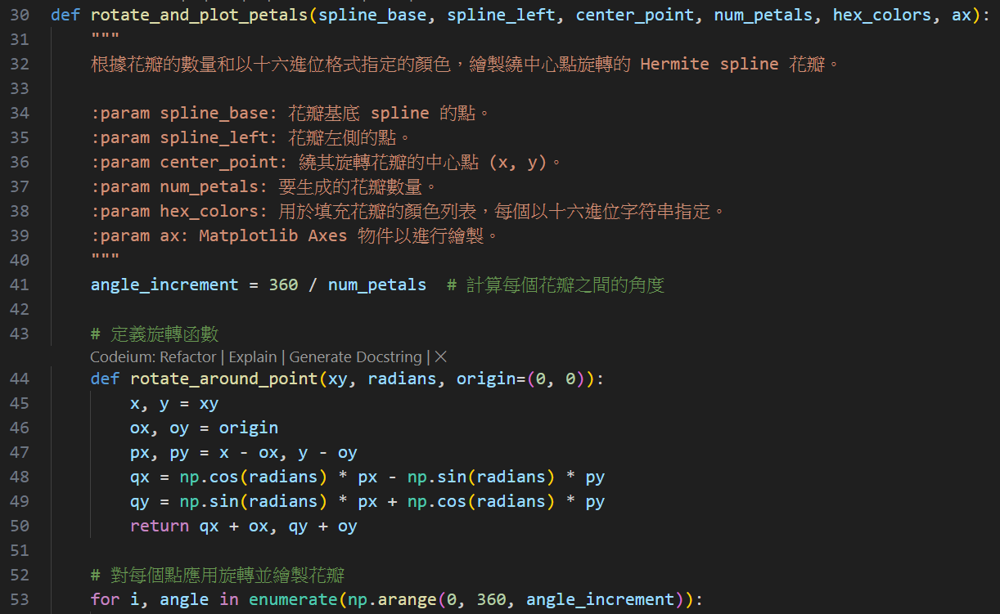 30 def rotate_and_plot_petals(spline_base, spline_left, center_point, num_petals, hex_colors, ax):
31 """
32 根據花瓣的數量和以十六進位格式指定的顏色，繪製繞中心點旋轉的 Hermite spline 花瓣。
33
34 :param spline_base: 花瓣基底 spline 的點。
35 :param spline_left: 花瓣左側的點。
36 :param center_point: 繞其旋轉花瓣的中心點 (x, y)。
37 :param num_petals: 要生成的花瓣數量。
38 :param hex_colors: 用於填充花瓣的顏色列表，每個以十六進位字符串指定。
39 :param ax: Matplotlib Axes 物件以進行繪製。
40 """
41 angle_increment = 360 / num_petals  # 計算每個花瓣之間的角度
42
43 # 定義旋轉函數
Codeium: Refactor | Explain | Generate Docstring | ×
44 def rotate_around_point(xy, radians, origin=(0, 0)):
45 x, y = xy
46 ox, oy = origin
47 px, py = x - ox, y - oy
48 qx = np.cos(radians) * px - np.sin(radians) * py
49 qy = np.sin(radians) * px + np.cos(radians) * py
50 return qx + ox, qy + oy
51
52 # 對每個點應用旋轉並繪製花瓣
53 for i, angle in enumerate(np.arange(0, 360, angle_increment)):